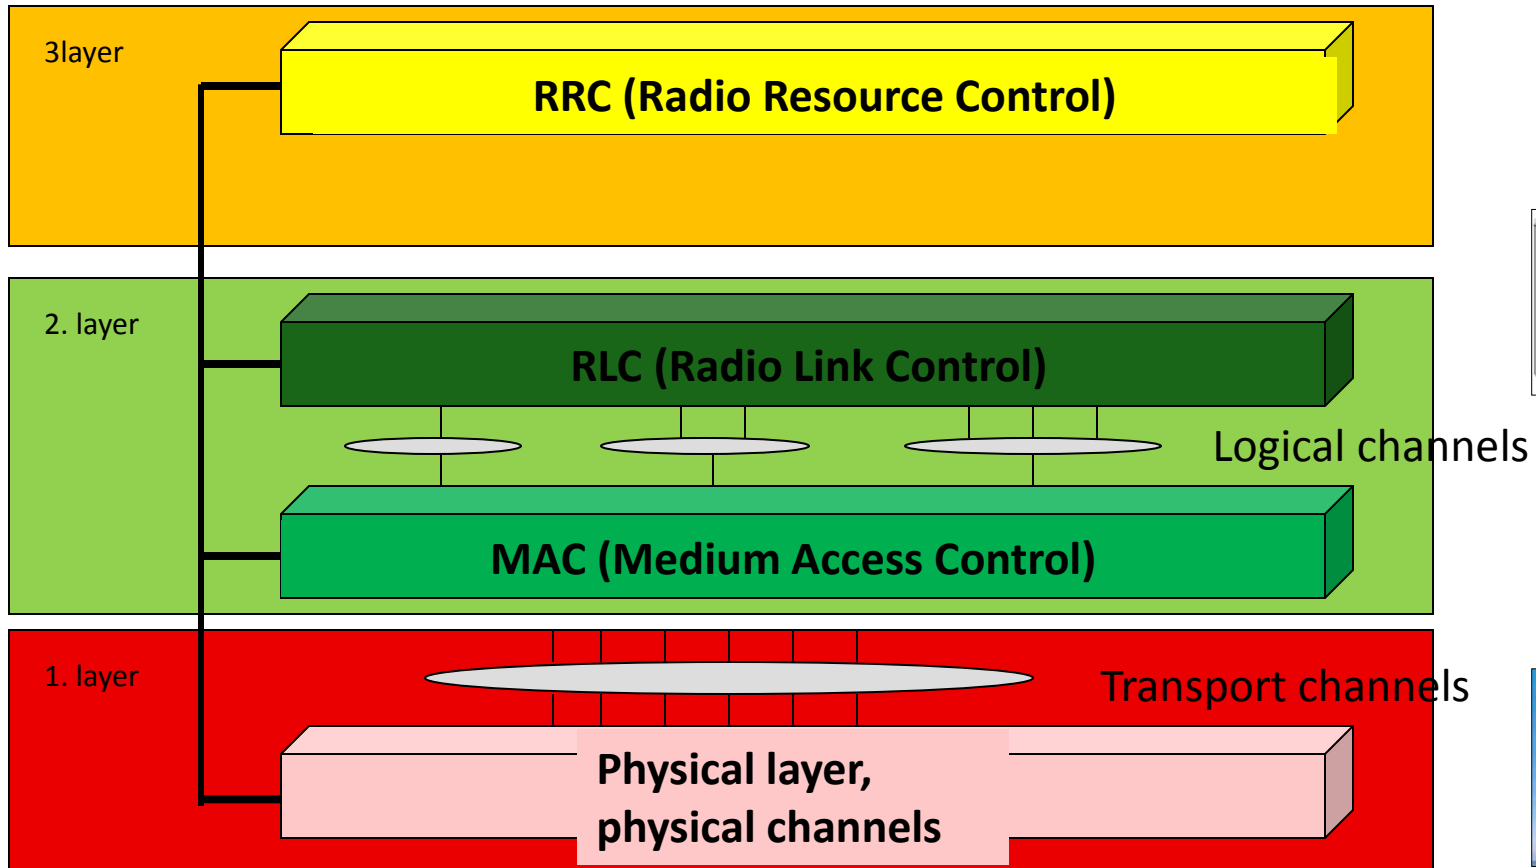 3layer
RRC (Radio Resource Control)
2. layer
RLC (Radio Link Control)
Logical channels
MAC (Medium Access Control)
1. layer
Transport channels
Physical layer,
physical channels